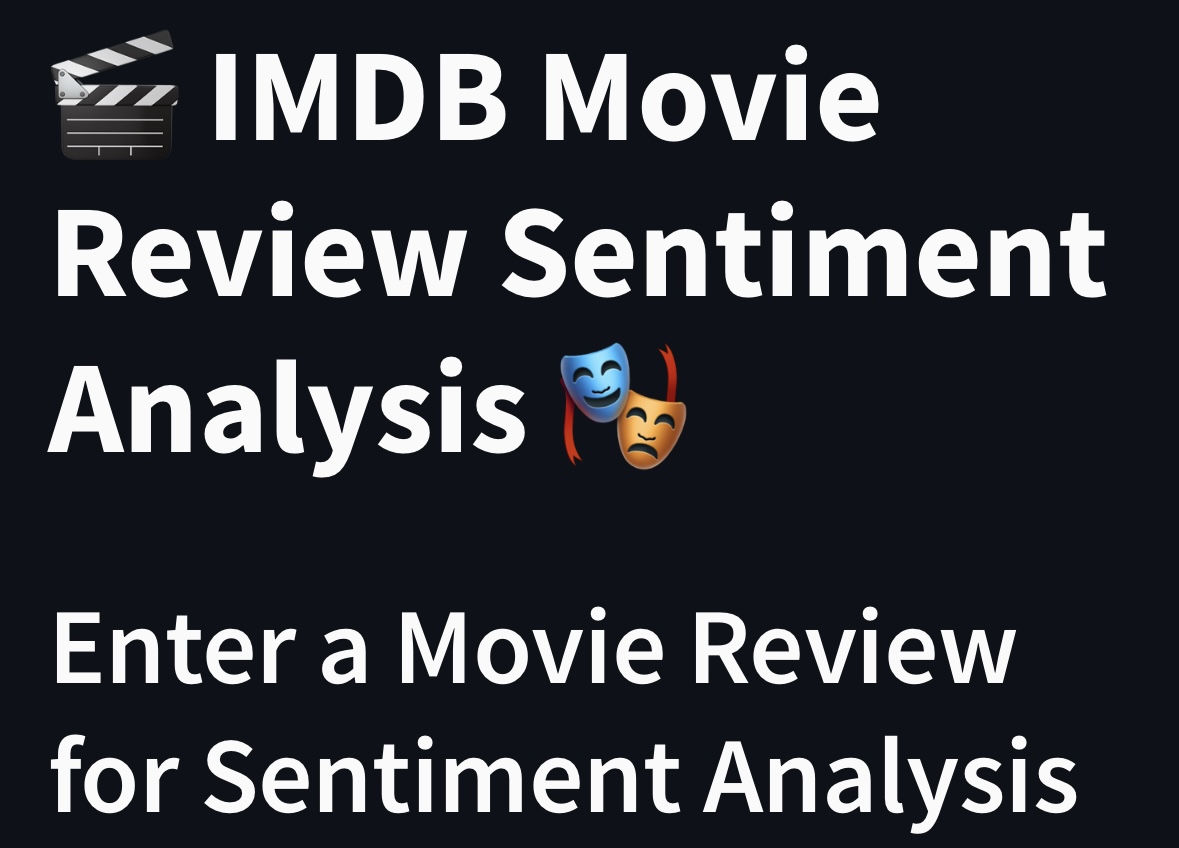 IMDB Movie
Review Sentiment
Analysis
Enter a Movie Review
for Sentiment Analysis